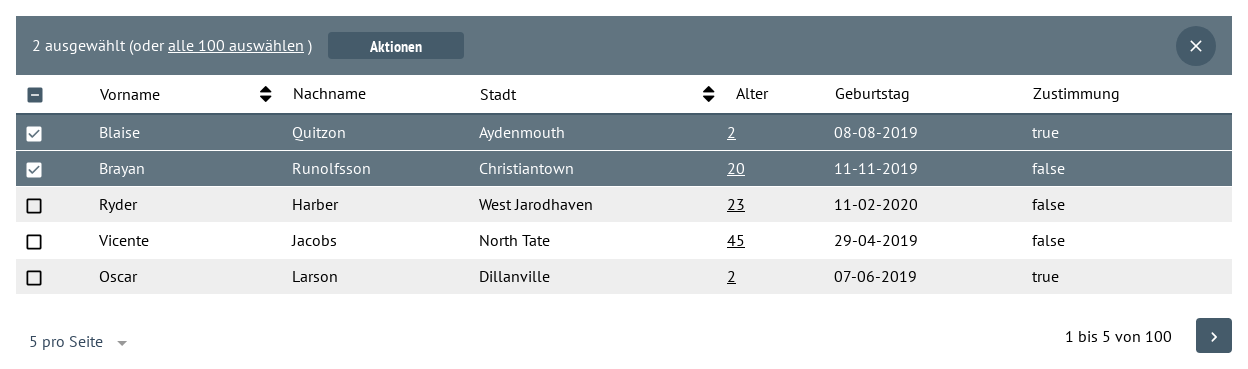 2 ausgewählt (oder alle 100 auswählen ) Aktionen
Vorname Nachname Stadt Alter Geburtstag Zustimmung
Blaise Quitzon Aydenmouth 2 08-08-2019 true
Brayan Runolfsson Christiantown 20 11-11-2019 false
Ryder Harber West Jarodhaven 23 11-02-2020 false
Vicente Jacobs North Tate 45 29-04-2019 false
Oscar Larson Dillanville 2 07-06-2019 true
5 pro Seite 1 bis 5 von 100